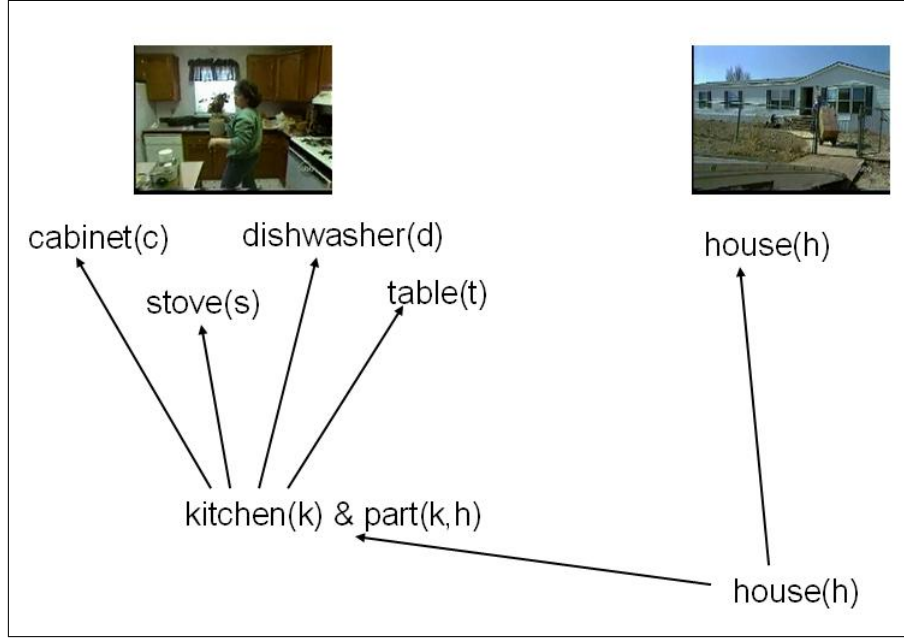 cabinet(c)
dishwasher(d)
house(h)
stove(s)
table(t)
kitchen(k) & part(k,h)
house(h)